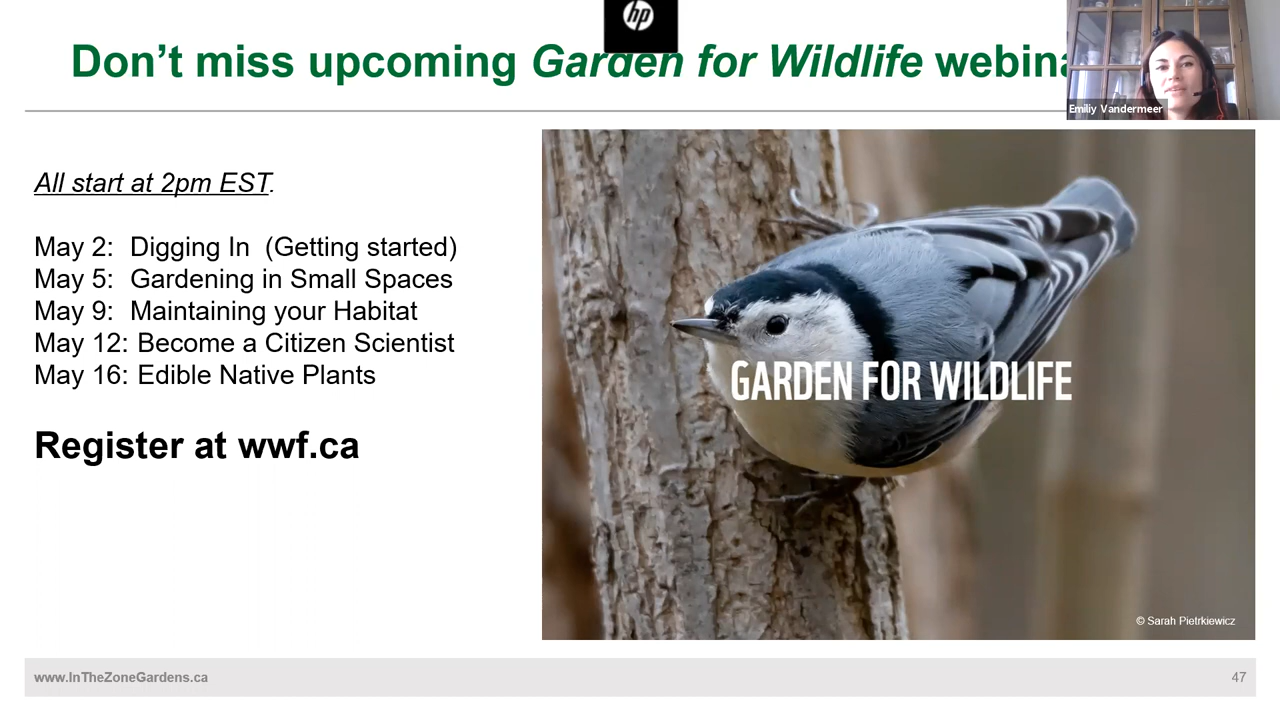 hp
Don't miss upcoming Garden for Wildlife webina
Emiliy Vandermeer
All start at 2pm EST.
May 2: Digging In (Getting started)
May 5: Gardening in Small Spaces
May 9: Maintaining your Habitat
May 12: Become a Citizen Scientist
May 16: Edible Native Plants
Register at wwf.ca
GARDEN FOR WILDLIFE
© Sarah Pietrkiewicz
www.InTheZoneGardens.ca
47